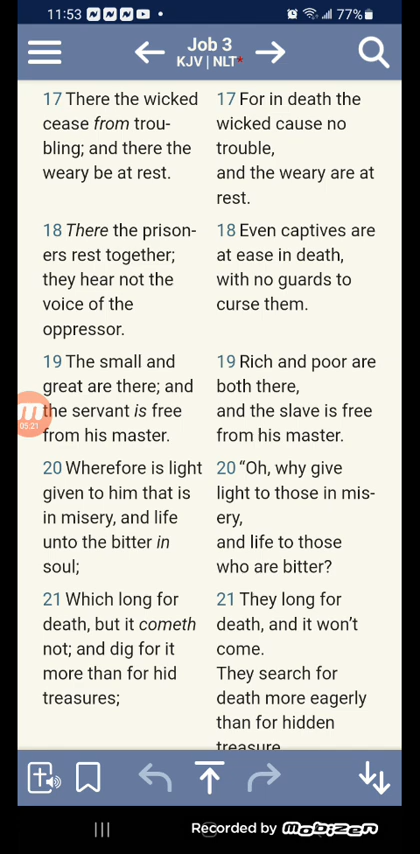 11:53
77%
Job 3
KJV | NLT*
17 There the wicked
cease from trou-
bling; and there the
weary be at rest.
18 There the prison-
ers rest together;
they hear not the
voice of the
oppressor.
19 The small and
great are there; and
the servant is free
from his master.
20 Wherefore is light
given to him that is
in misery, and life
unto the bitter in
soul;
21 Which long for
death, but it cometh
not; and dig for it
more than for hid
treasures;
17 For in death the
wicked cause no
trouble,
and the weary are at
rest.
18 Even captives are
at ease in death,
with no guards to
curse them.
19 Rich and poor are
both there,
and the slave is free
from his master.
20 “Oh, why give
light to those in mis-
ery,
and life to those
who are bitter?
21 They long for
death, and it won’t
come.
They search for
death more eagerly
than for hidden
treasure.
05:21
Recorded by Mobizen